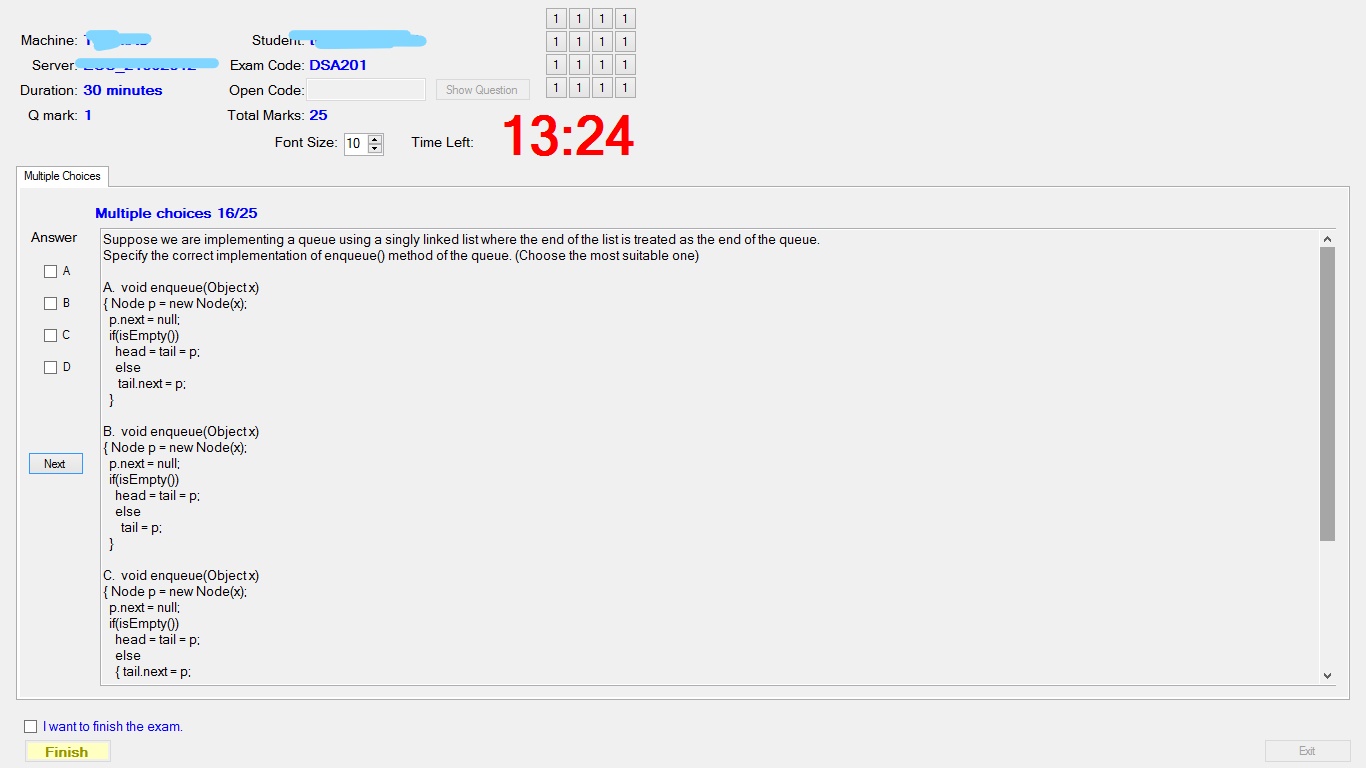 Machine:
Student:
Server:
Exam Code: DSA201
Duration: 30 minutes
Open Code:
Show Question
Q mark: 1
Total Marks: 25
1 1 1 1
1 1 1 1
1 1 1 1
1 1 1 1
Font Size: 10
Time Left: 13:24
Multiple Choices
Multiple choices 16/25
Answer
A
B
C
D
Next
Suppose we are implementing a queue using a singly linked list where the end of the list is treated as the end of the queue.
Specify the correct implementation of enqueue() method of the queue. (Choose the most suitable one)
A. void enqueue(Object x)
{ Node p = new Node(x);
p.next = null;
if(isEmpty())
head = tail = p;
else
tail.next = p;
}
B. void enqueue(Object x)
{ Node p = new Node(x);
p.next = null;
if(isEmpty())
head = tail = p;
else
tail = p;
}
C. void enqueue(Object x)
{ Node p = new Node(x);
p.next = null;
if(isEmpty())
head = tail = p;
else
{ tail.next = p;
I want to finish the exam.
Finish
Exit